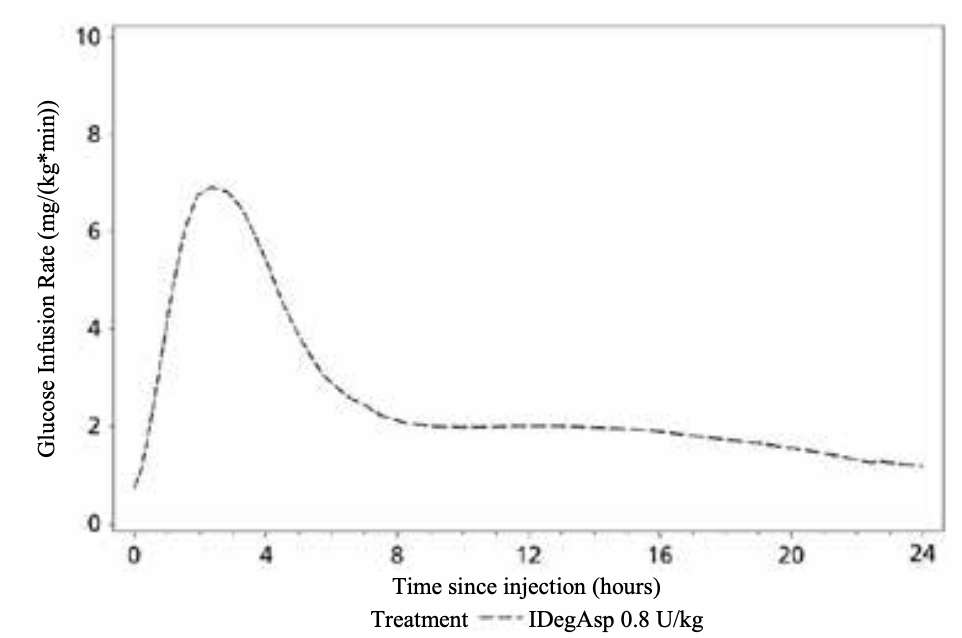 Glucose Infusion Rate (mg/(kg*min))
10
8
6
4
2
0
0 4 8 12 16 20 24
Time since injection (hours)
Treatment IDegAsp 0.8 U/kg